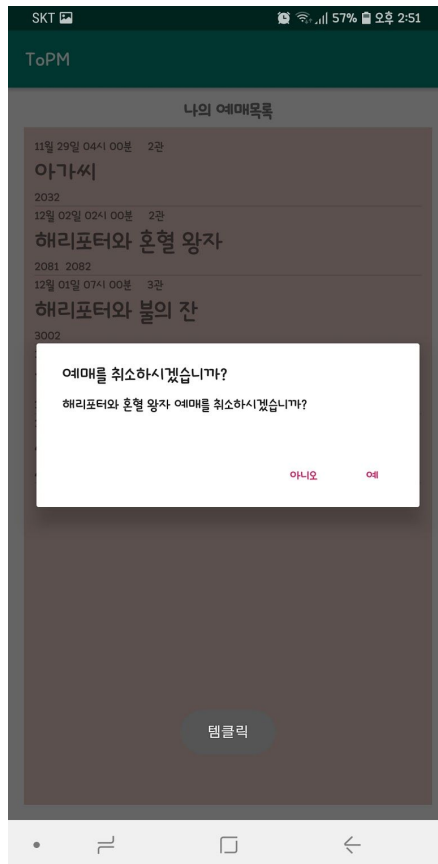 SKT 57% 오후 2:51
ToPM
나의 예매목록
11월 29일 04시 00분 2관
아가씨
2032
12월 02일 02시 00분 2관
해리포터와 혼혈 왕자
2081 2082
12월 01일 07시 00분 3관
해리포터와 불의 잔
3002
예매를 취소하시겠습니까?
해리포터와 혼혈 왕자 예매를 취소하시겠습니까?
아니오 예
템클릭